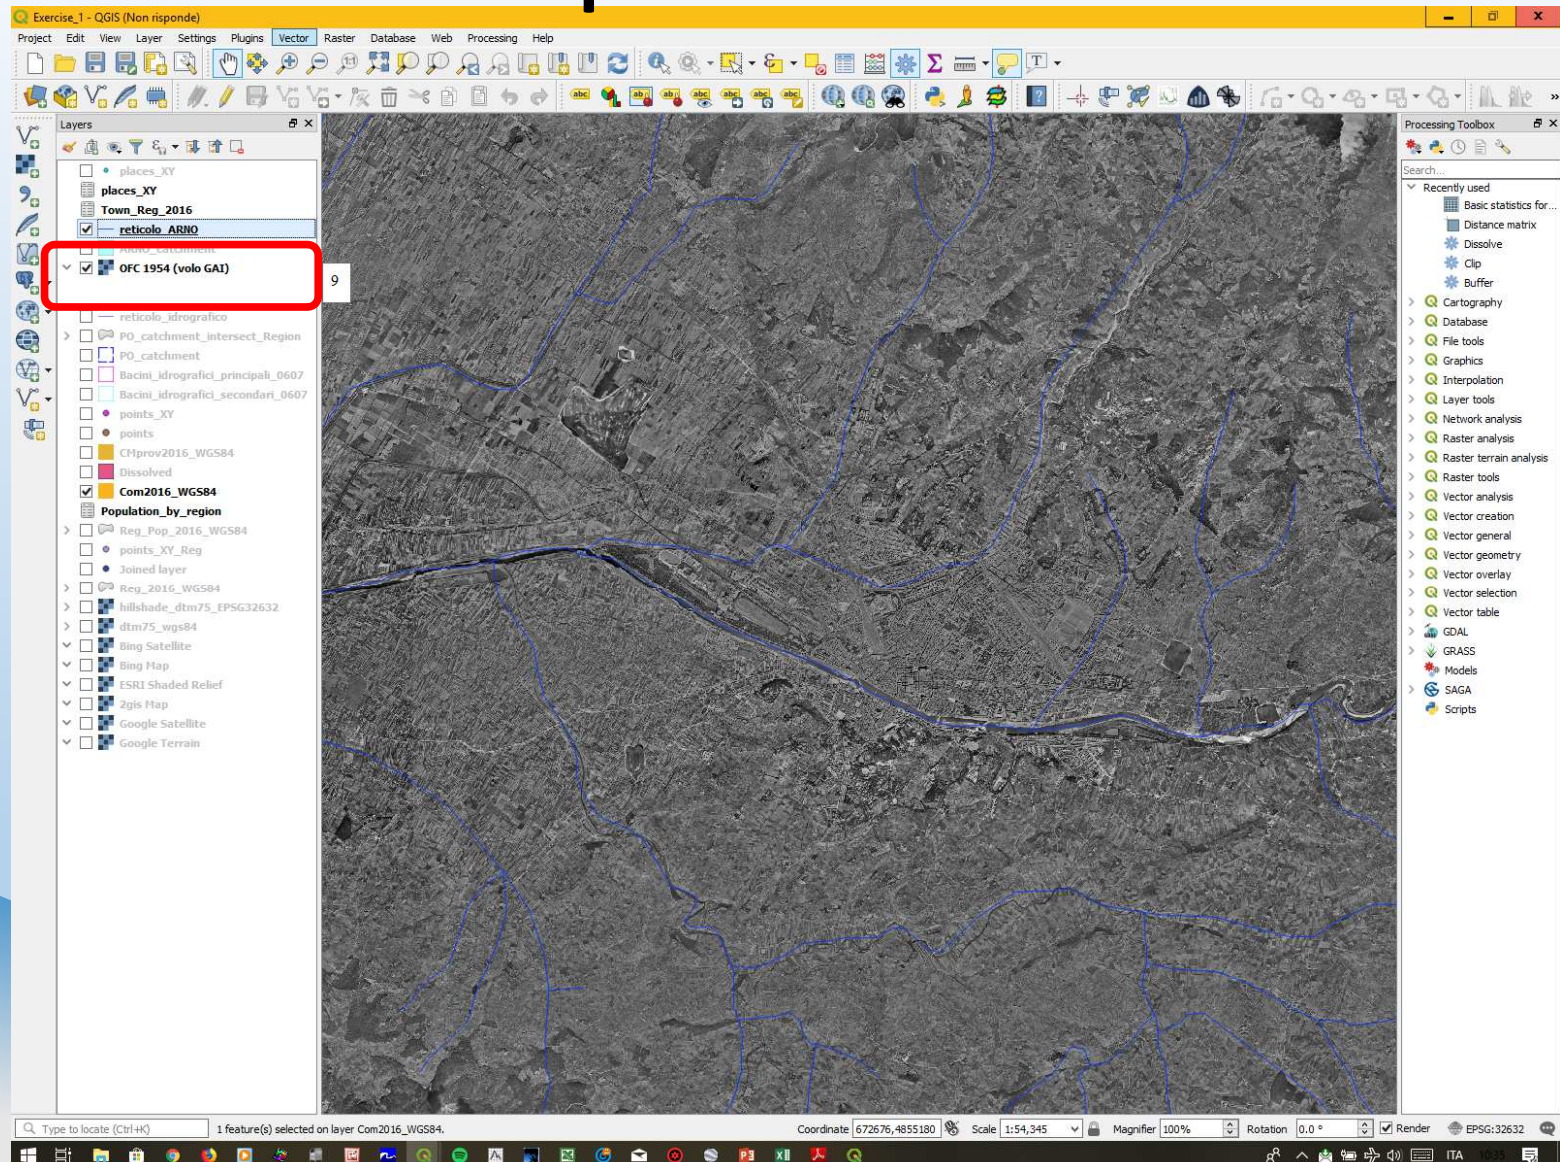 Exercise_1 - QGIS (Non risponde)
Project Edit View Layer Settings Plugins Vector Raster Database Web Processing Help
Layers
places_XY
places_XY
Town_Reg_2016
reticolo_ARNO
ARNO_catchment
OFC 1954 (volo GAI)
9
reticolo_idrografico
PO_catchment_intersect_Region
PO_catchment
Bacini_idrografici_principali_0607
Bacini_idrografici_secondari_0607
points_XY
points
CMprov2016_WGS84
Dissolved
Com2016_WGS84
Population_by_region
Reg_Pop_2016_WGS84
points_XY_Reg
Joined layer
Reg_2016_WGS84
hillshade_dtm75_EPSG32632
dtm75_wgs84
Bing Satellite
Bing Map
ESRI Shaded Relief
2gis Map
Google Satellite
Google Terrain
Processing Toolbox
Search...
Recently used
Basic statistics for...
Distance matrix
Dissolve
Clip
Buffer
Cartography
Database
File tools
Graphics
Interpolation
Layer tools
Network analysis
Raster analysis
Raster terrain analysis
Raster tools
Vector analysis
Vector creation
Vector general
Vector geometry
Vector overlay
Vector selection
Vector table
GDAL
GRASS
Models
SAGA
Scripts
Type to locate (Ctrl+K) 1 feature(s) selected on layer Com2016_WGS84. Coordinate 672676,4855180 Scale 1:54,345 Magnifier 100% Rotation 0.0 ° Render EPSG:32632
ITA 10:35